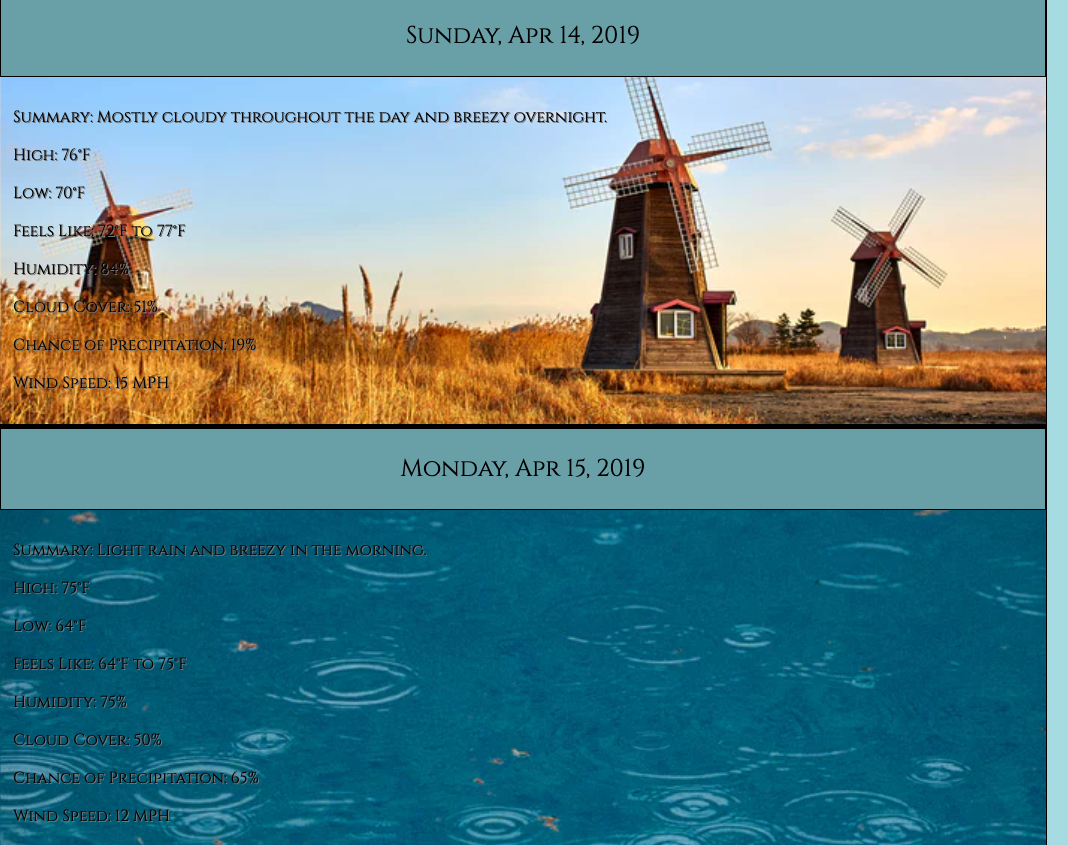 Sunday, Apr 14, 2019
Summary: Mostly cloudy throughout the day and breezy overnight.
High: 76°F
Low: 70°F
Feels Like: 72°F to 77°F
Humidity: 84%
Cloud Cover: 51%
Chance of Precipitation: 19%
Wind Speed: 15 MPH
Monday, Apr 15, 2019
Summary: Light rain and breezy in the morning.
High: 75°F
Low: 64°F
Feels Like: 64°F to 75°F
Humidity: 75%
Cloud Cover: 50%
Chance of Precipitation: 65%
Wind Speed: 12 MPH